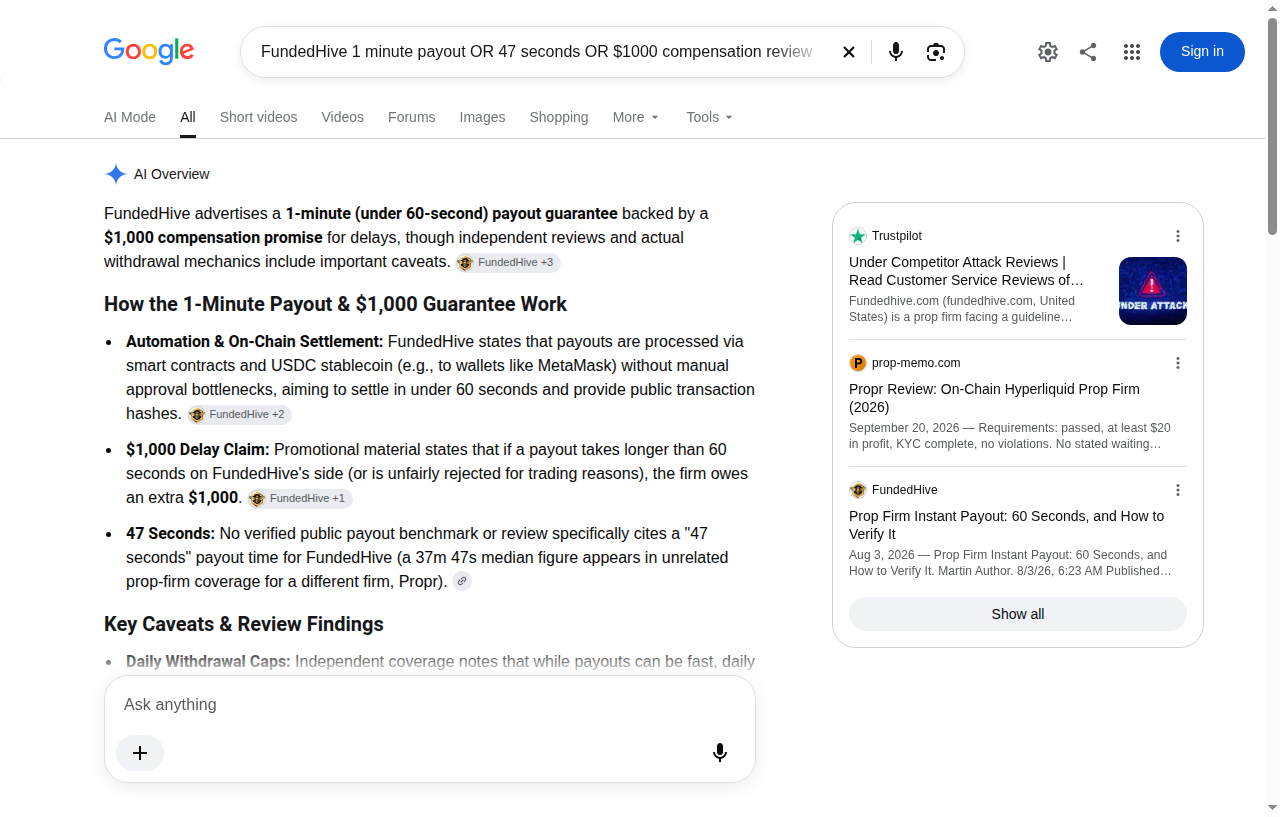 Google
FundedHive 1 minute payout OR 47 seconds OR $1000 compensation review
Sign in
AI Mode
All
Short videos
Videos
Forums
Images
Shopping
More
Tools
AI Overview
FundedHive advertises a 1-minute (under 60-second) payout guarantee backed by a
$1,000 compensation promise for delays, though independent reviews and actual
withdrawal mechanics include important caveats. FundedHive +3
How the 1-Minute Payout & $1,000 Guarantee Work
Automation & On-Chain Settlement: FundedHive states that payouts are processed via
smart contracts and USDC stablecoin (e.g., to wallets like MetaMask) without manual
approval bottlenecks, aiming to settle in under 60 seconds and provide public transaction
hashes. FundedHive +2
$1,000 Delay Claim: Promotional material states that if a payout takes longer than 60
seconds on FundedHive's side (or is unfairly rejected for trading reasons), the firm owes
an extra $1,000. FundedHive +1
47 Seconds: No verified public payout benchmark or review specifically cites a "47
seconds" payout time for FundedHive (a 37m 47s median figure appears in unrelated
prop-firm coverage for a different firm, Propr).
Key Caveats & Review Findings
Daily Withdrawal Caps: Independent coverage notes that while payouts can be fast, daily
Ask anything
Trustpilot
Under Competitor Attack Reviews |
Read Customer Service Reviews of…
Fundedhive.com (fundedhive.com, United
States) is a prop firm facing a guideline…
UNDER ATTACK
prop-memo.com
Propr Review: On-Chain Hyperliquid Prop Firm
(2026)
September 20, 2026 — Requirements: passed, at least $20
in profit, KYC complete, no violations. No stated waiting…
FundedHive
Prop Firm Instant Payout: 60 Seconds, and How to
Verify It
Aug 3, 2026 — Prop Firm Instant Payout: 60 Seconds, and
How to Verify It. Martin Author. 8/3/26, 6:23 AM Published…
Show all